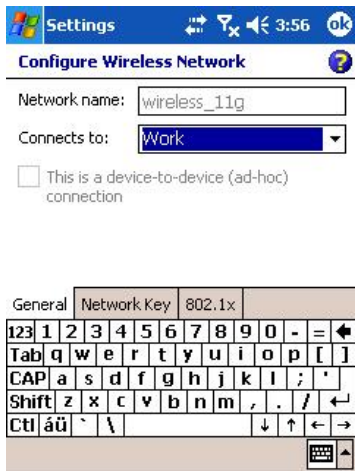 Settings 3:56 ok
Configure Wireless Network ?
Network name: wireless_11g
Connects to: Work
This is a device-to-device (ad-hoc)
connection
General Network Key 802.1x
123 1 2 3 4 5 6 7 8 9 0 - =
Tab q w e r t y u i o p [ ]
CAP a s d f g h j k l ; '
Shift z x c v b n m , . /
Ctl áü ` \